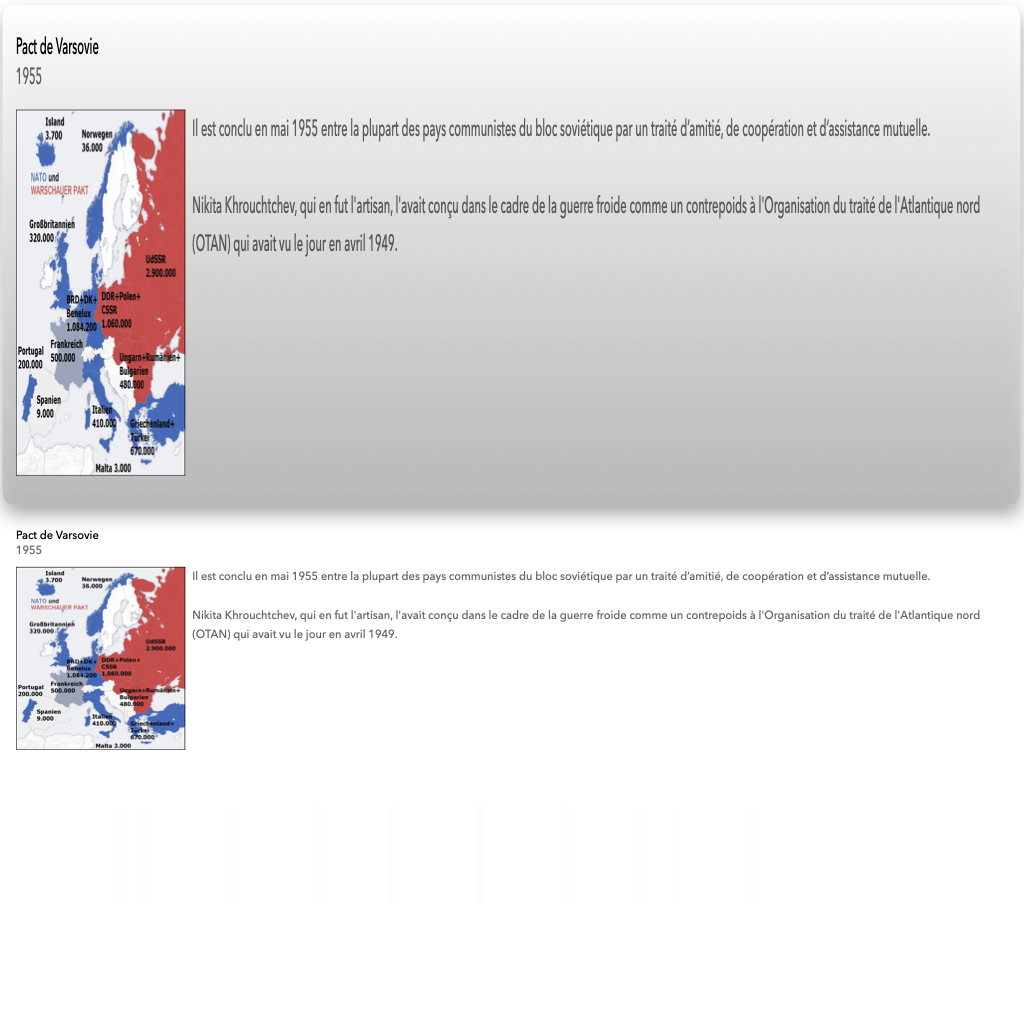 Pact de Varsovie
1955
Island
3.700
Norwegen
36.000
NATO und
WARSCHAUER PAKT
Großbritannien
320.000
UdSSR
2.900.000
BRD+DK+
Benelux
1.084.200
DDR+Polen+
CSSR
1.060.000
Frankreich
500.000
Portugal
200.000
Ungarn+Rumänien+
Bulgarien
480.000
Spanien
9.000
Italien
410.000
Griechenland+
Türkei
670.000
Malta 3.000
Il est conclu en mai 1955 entre la plupart des pays communistes du bloc soviétique par un traité d’amitié, de coopération et d’assistance mutuelle.
Nikita Khrouchtchev, qui en fut l'artisan, l'avait conçu dans le cadre de la guerre froide comme un contrepoids à l'Organisation du traité de l'Atlantique nord
(OTAN) qui avait vu le jour en avril 1949.
Pact de Varsovie
1955
Island
3.700
Norwegen
36.000
NATO und
WARSCHAUER PAKT
Großbritannien
320.000
UdSSR
2.900.000
BRD+DK+
Benelux
1.084.200
DDR+Polen+
CSSR
1.060.000
Frankreich
500.000
Portugal
200.000
Ungarn+Rumänien+
Bulgarien
480.000
Spanien
9.000
Italien
410.000
Griechenland+
Türkei
670.000
Malta 3.000
Il est conclu en mai 1955 entre la plupart des pays communistes du bloc soviétique par un traité d’amitié, de coopération et d’assistance mutuelle.
Nikita Khrouchtchev, qui en fut l'artisan, l'avait conçu dans le cadre de la guerre froide comme un contrepoids à l'Organisation du traité de l'Atlantique nord
(OTAN) qui avait vu le jour en avril 1949.